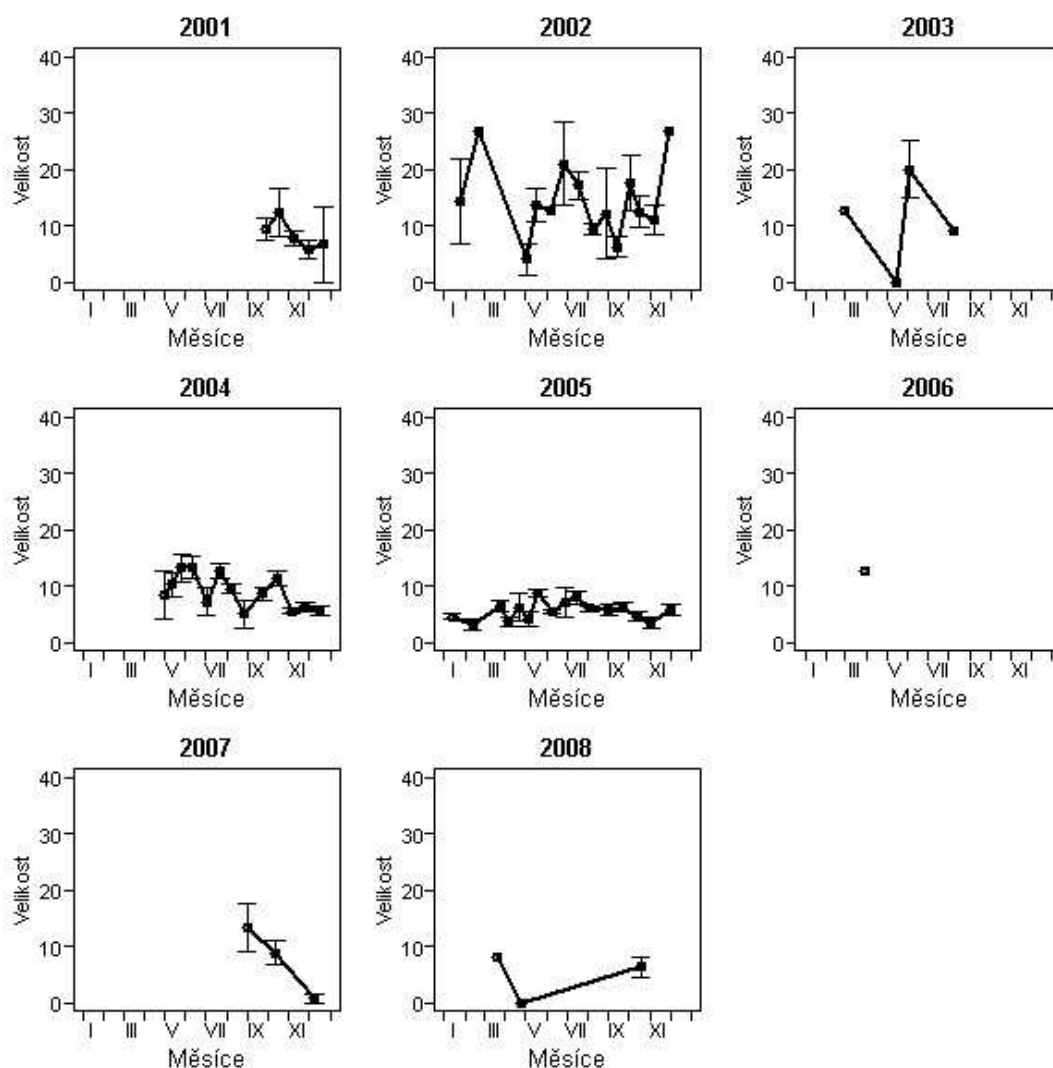 2001 2002 2003
40 40 40
30 30 30
20 20 20
10 10 10
0 0 0
Velikost Velikost Velikost
I III V VII IX XI I III V VII IX XI I III V VII IX XI
Měsíce Měsíce Měsíce
2004 2005 2006
40 40 40
30 30 30
20 20 20
10 10 10
0 0 0
Velikost Velikost Velikost
I III V VII IX XI I III V VII IX XI I III V VII IX XI
Měsíce Měsíce Měsíce
2007 2008
40 40
30 30
20 20
10 10
0 0
Velikost Velikost
I III V VII IX XI I III V VII IX XI
Měsíce Měsíce